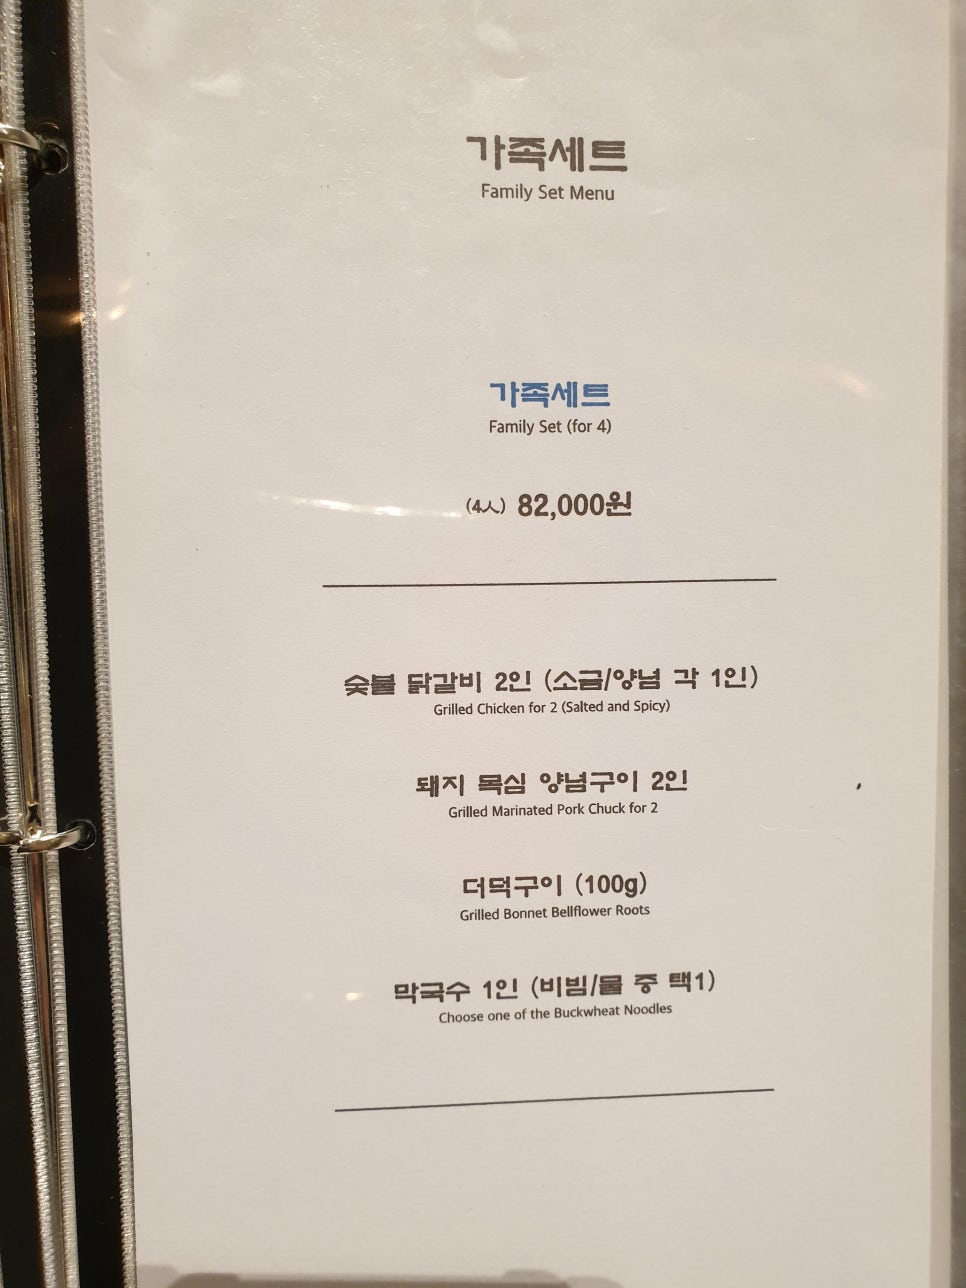 가족세트
Family Set Menu
가족세트
Family Set (for 4)
(4人) 82,000원
숯불 닭갈비 2인 (소금/양념 각 1인)
Grilled Chicken for 2 (Salted and Spicy)
돼지 목심 양념구이 2인
Grilled Marinated Pork Chuck for 2
더덕구이 (100g)
Grilled Bonnet Bellflower Roots
막국수 1인 (비빔/물 중 택1)
Choose one of the Buckwheat Noodles